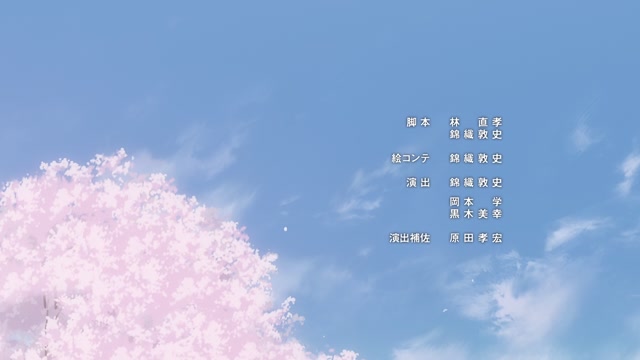 脚本 林 直孝
錦織敦史
絵コンテ 錦織敦史
演出 錦織敦史
岡本 学
黒木美幸
演出補佐 原田孝宏